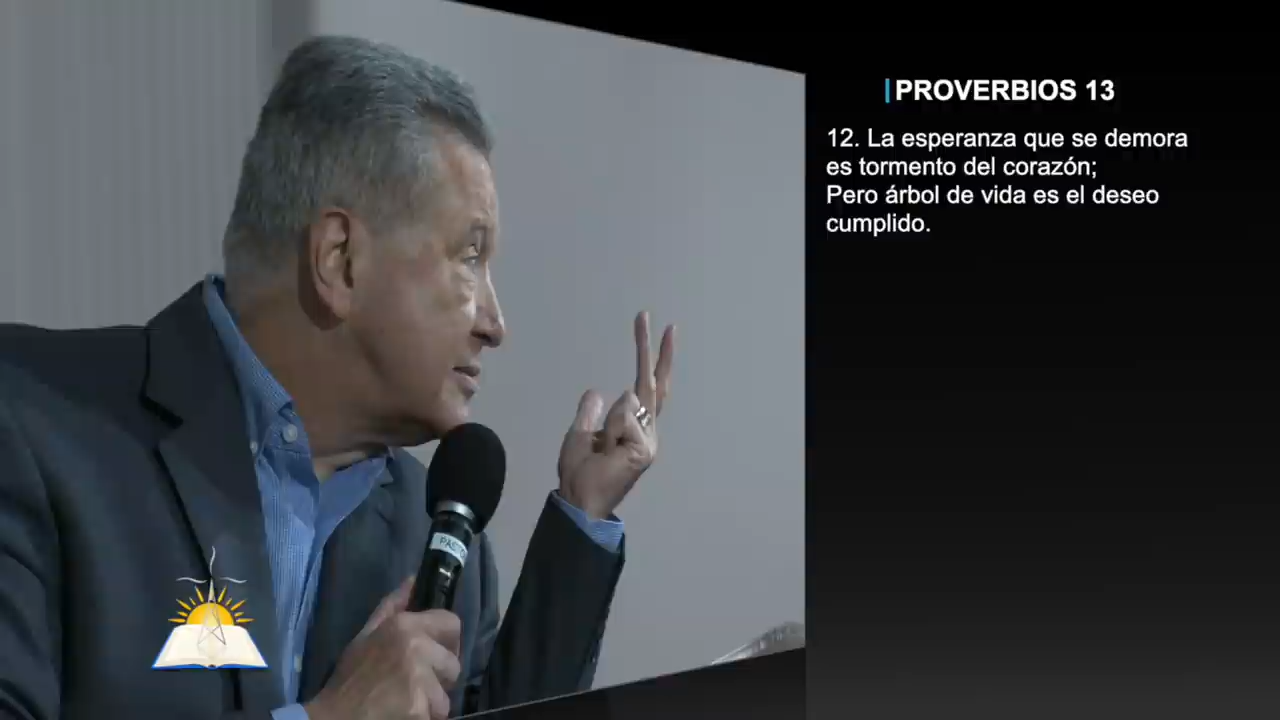 PROVERBIOS 13
12. La esperanza que se demora
es tormento del corazón;
Pero árbol de vida es el deseo
cumplido.
PASTO